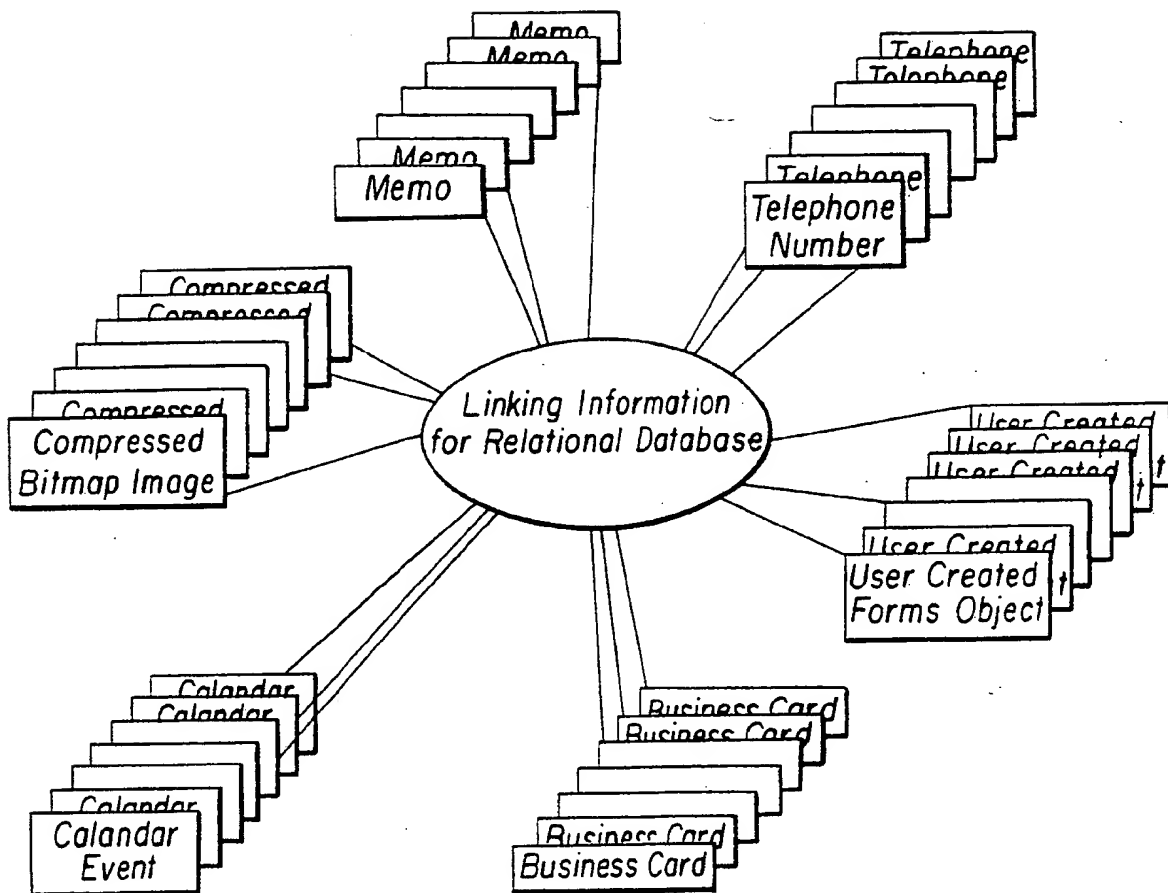 Memo
Memo
Memo
Memo
Telephone
Telephone
Telephone
Telephone
Number
Compressed
Compressed
Compressed
Compressed
Bitmap Image
Linking Information
for Relational Database
User Created
User Created
t
User Created
t
User Created
User Created
t
Forms Object
Calandar
Calandar
Calandar
Calandar
Event
Business Card
Business Card
Business Card
Business Card